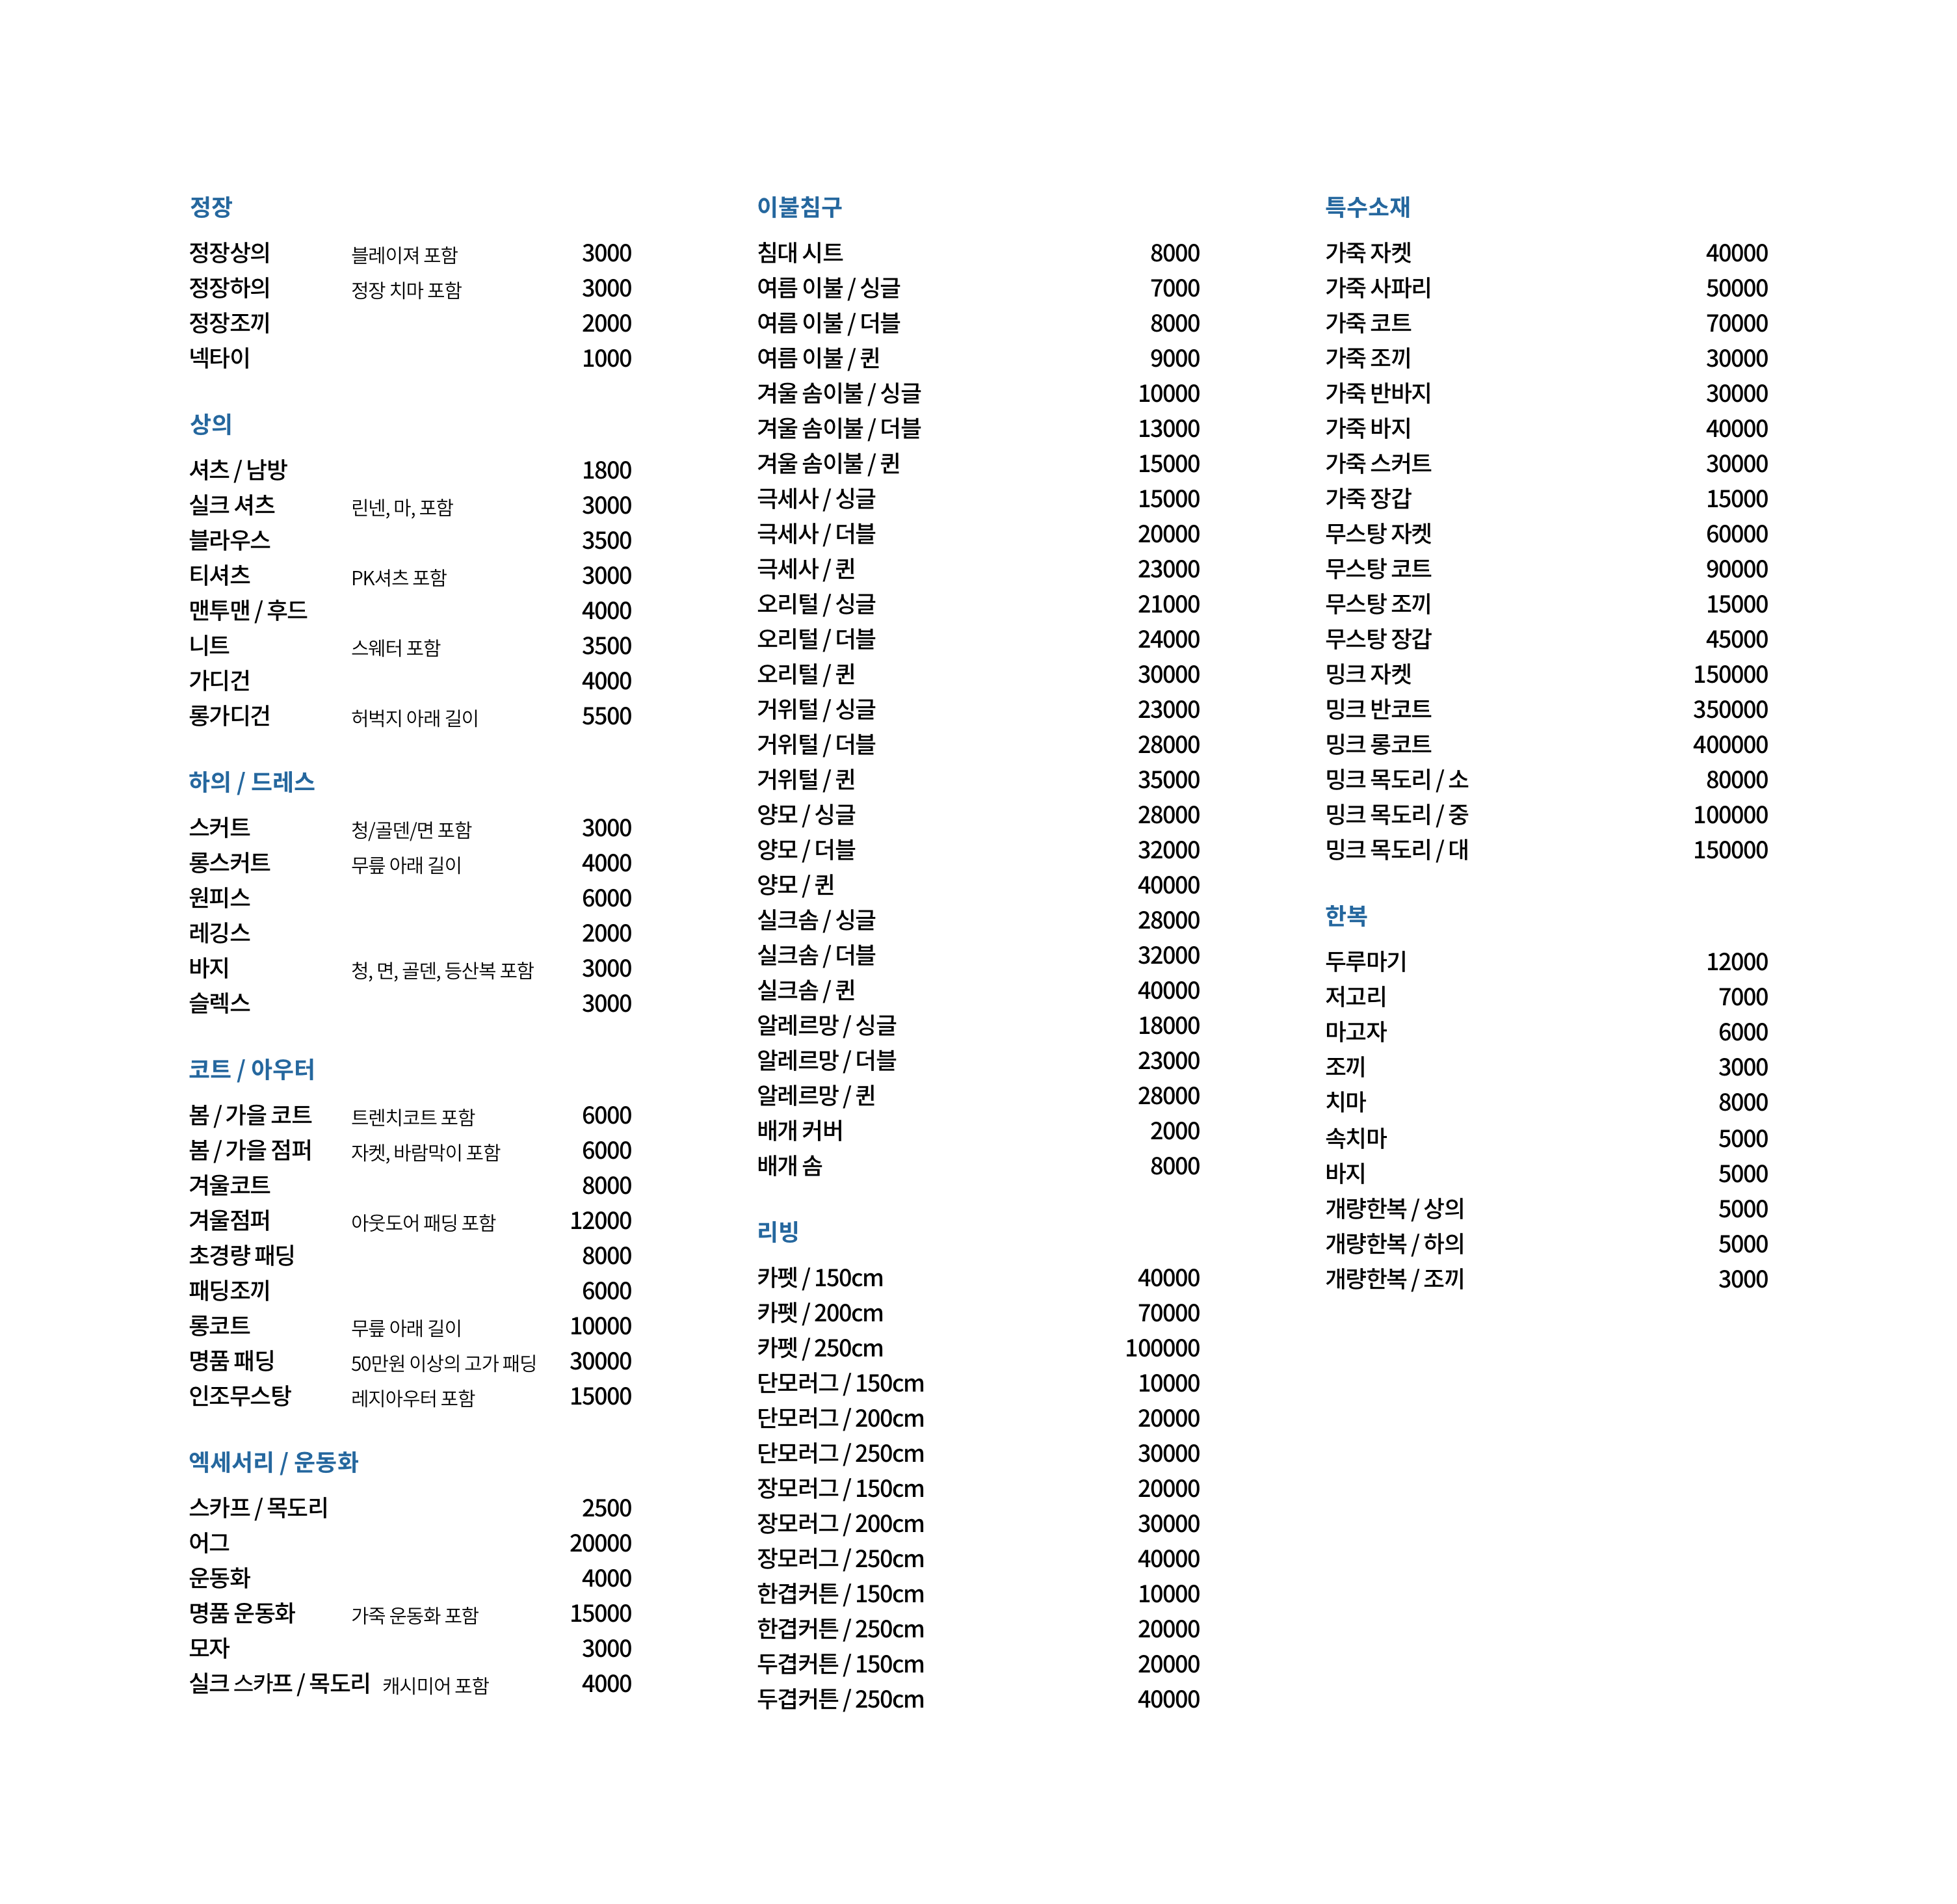 정장
정장상의 블레이져 포함 3000
정장하의 정장 치마 포함 3000
정장조끼 2000
넥타이 1000
상의
셔츠 / 남방 1800
실크 셔츠 린넨, 마, 포함 3000
블라우스 3500
티셔츠 PK셔츠 포함 3000
맨투맨 / 후드 4000
니트 스웨터 포함 3500
가디건 4000
롱가디건 허벅지 아래 길이 5500
하의 / 드레스
스커트 청/골덴/면 포함 3000
롱스커트 무릎 아래 길이 4000
원피스 6000
레깅스 2000
바지 청, 면, 골덴, 등산복 포함 3000
슬렉스 3000
코트 / 아우터
봄 / 가을 코트 트렌치코트 포함 6000
봄 / 가을 점퍼 자켓, 바람막이 포함 6000
겨울코트 8000
겨울점퍼 아웃도어 패딩 포함 12000
초경량 패딩 8000
패딩조끼 6000
롱코트 무릎 아래 길이 10000
명품 패딩 50만원 이상의 고가 패딩 30000
인조무스탕 레지아우터 포함 15000
엑세서리 / 운동화
스카프 / 목도리 2500
어그 20000
운동화 4000
명품 운동화 가죽 운동화 포함 15000
모자 3000
실크 스카프 / 목도리 캐시미어 포함 4000
이불침구
침대 시트 8000
여름 이불 / 싱글 7000
여름 이불 / 더블 8000
여름 이불 / 퀸 9000
겨울 솜이불 / 싱글 10000
겨울 솜이불 / 더블 13000
겨울 솜이불 / 퀸 15000
극세사 / 싱글 15000
극세사 / 더블 20000
극세사 / 퀸 23000
오리털 / 싱글 21000
오리털 / 더블 24000
오리털 / 퀸 30000
거위털 / 싱글 23000
거위털 / 더블 28000
거위털 / 퀸 35000
양모 / 싱글 28000
양모 / 더블 32000
양모 / 퀸 40000
실크솜 / 싱글 28000
실크솜 / 더블 32000
실크솜 / 퀸 40000
알레르망 / 싱글 18000
알레르망 / 더블 23000
알레르망 / 퀸 28000
배개 커버 2000
배개 솜 8000
리빙
카펫 / 150cm 40000
카펫 / 200cm 70000
카펫 / 250cm 100000
단모러그 / 150cm 10000
단모러그 / 200cm 20000
단모러그 / 250cm 30000
장모러그 / 150cm 20000
장모러그 / 200cm 30000
장모러그 / 250cm 40000
한겹커튼 / 150cm 10000
한겹커튼 / 250cm 20000
두겹커튼 / 150cm 20000
두겹커튼 / 250cm 40000
특수소재
가죽 자켓 40000
가죽 사파리 50000
가죽 코트 70000
가죽 조끼 30000
가죽 반바지 30000
가죽 바지 40000
가죽 스커트 30000
가죽 장갑 15000
무스탕 자켓 60000
무스탕 코트 90000
무스탕 조끼 15000
무스탕 장갑 45000
밍크 자켓 150000
밍크 반코트 350000
밍크 롱코트 400000
밍크 목도리 / 소 80000
밍크 목도리 / 중 100000
밍크 목도리 / 대 150000
한복
두루마기 12000
저고리 7000
마고자 6000
조끼 3000
치마 8000
속치마 5000
바지 5000
개량한복 / 상의 5000
개량한복 / 하의 5000
개량한복 / 조끼 3000